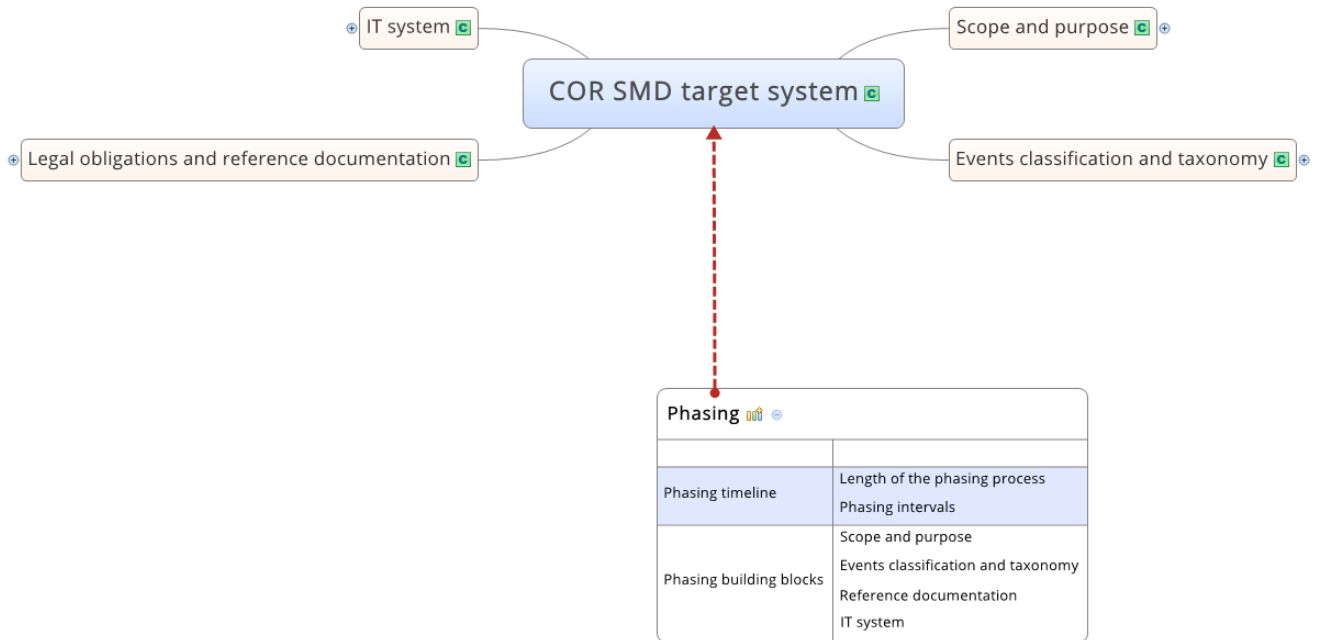 IT system C
Scope and purpose C
COR SMD target system C
Legal obligations and reference documentation C
Events classification and taxonomy C
Phasing
Phasing timeline
Length of the phasing process
Phasing intervals
Phasing building blocks
Scope and purpose
Events classification and taxonomy
Reference documentation
IT system